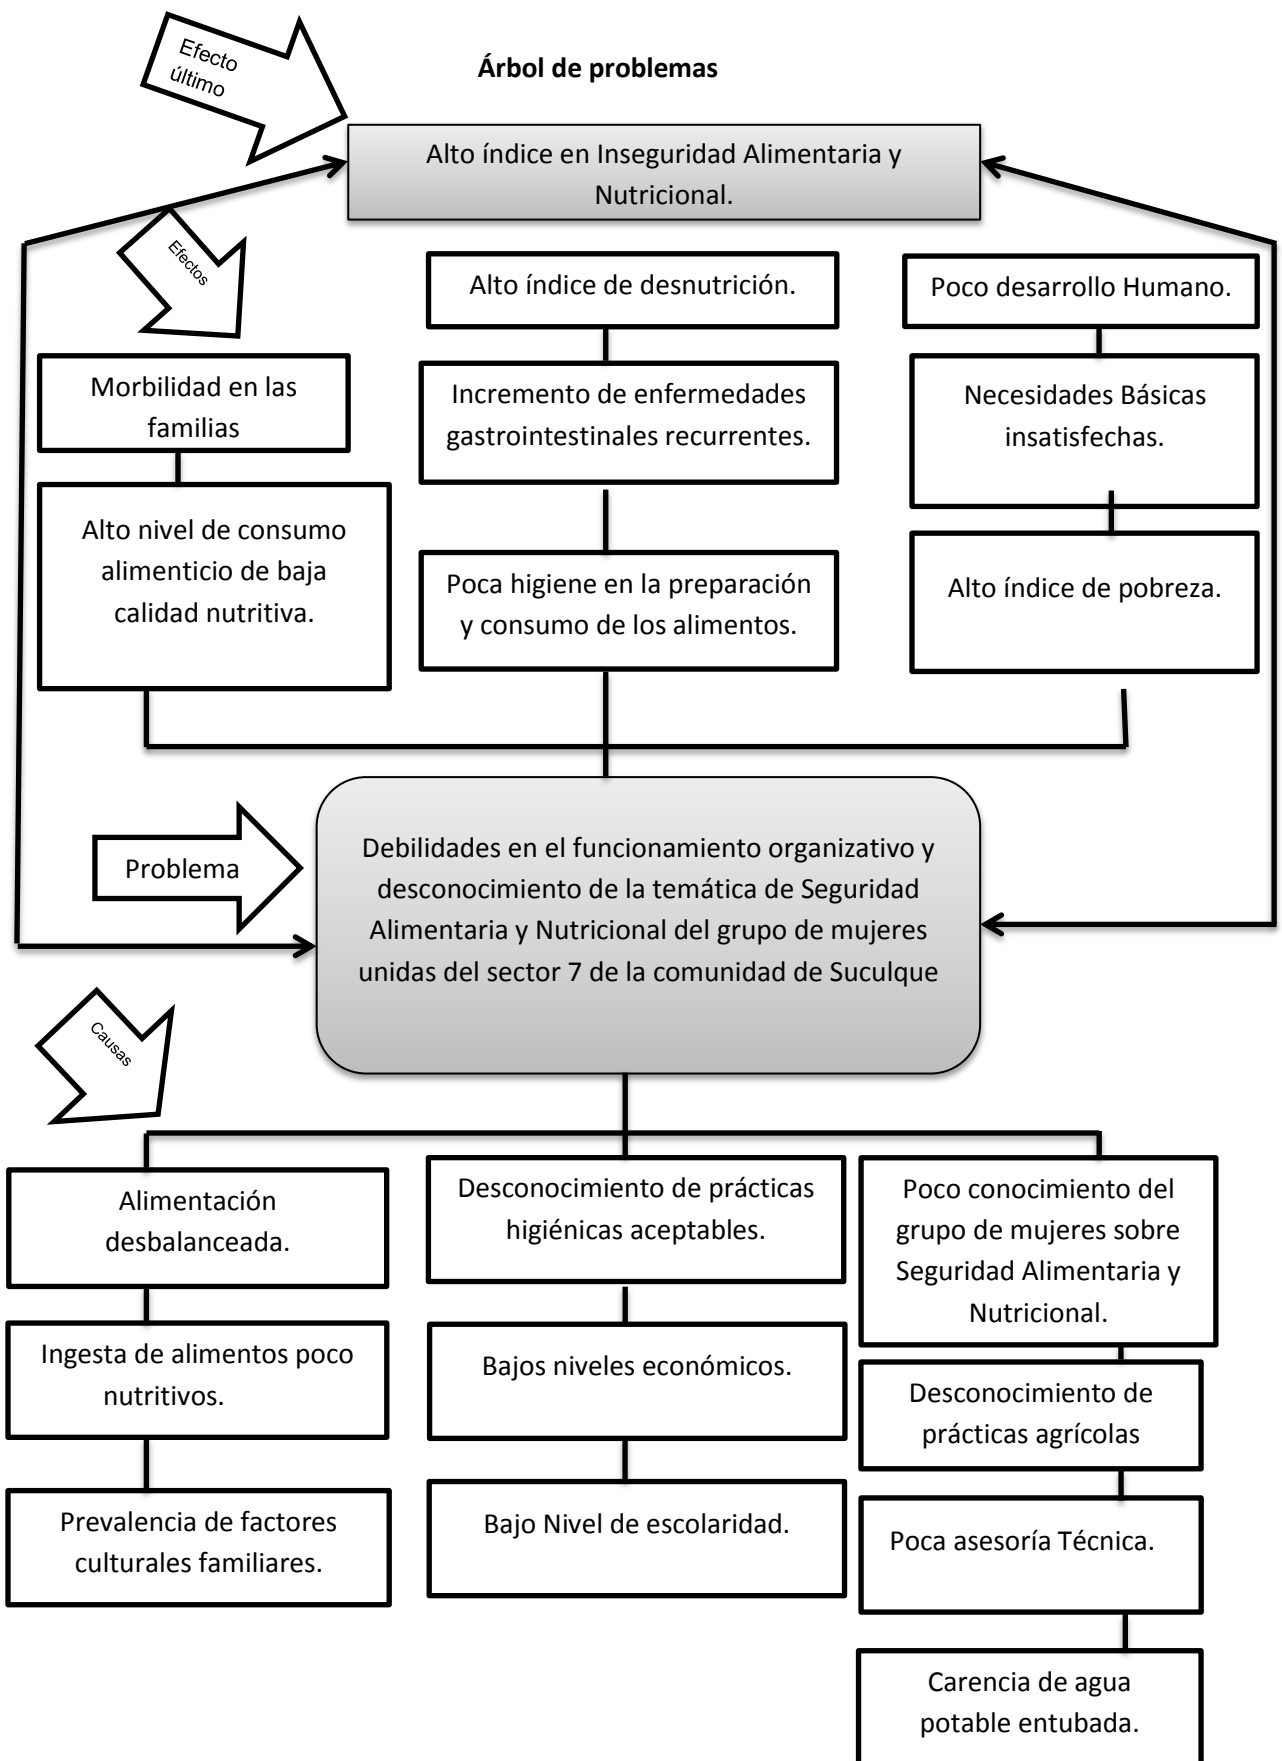 Efecto
último
Árbol de problemas
Alto índice en Inseguridad Alimentaria y
Nutricional.
Efectos
Alto índice de desnutrición.
Poco desarrollo Humano.
Morbilidad en las
familias
Incremento de enfermedades
gastrointestinales recurrentes.
Necesidades Básicas
insatisfechas.
Alto nivel de consumo
alimenticio de baja
calidad nutritiva.
Poca higiene en la preparación
y consumo de los alimentos.
Alto índice de pobreza.
Problema
Debilidades en el funcionamiento organizativo y
desconocimiento de la temática de Seguridad
Alimentaria y Nutricional del grupo de mujeres
unidas del sector 7 de la comunidad de Suculque
Causas
Alimentación
desbalanceada.
Desconocimiento de prácticas
higiénicas aceptables.
Poco conocimiento del
grupo de mujeres sobre
Seguridad Alimentaria y
Nutricional.
Ingesta de alimentos poco
nutritivos.
Bajos niveles económicos.
Desconocimiento de
prácticas agrícolas
Prevalencia de factores
culturales familiares.
Bajo Nivel de escolaridad.
Poca asesoría Técnica.
Carencia de agua
potable entubada.